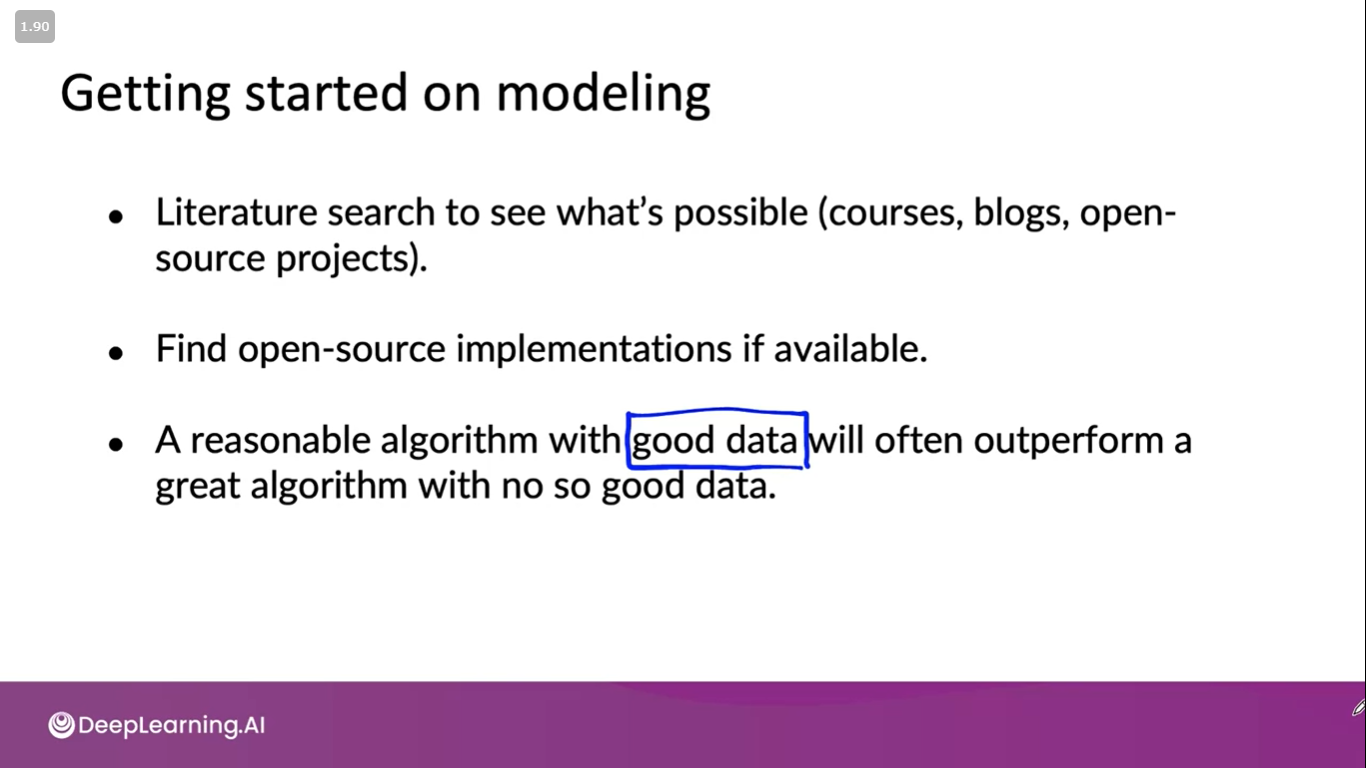 1.90
Getting started on modeling
● Literature search to see what’s possible (courses, blogs, open-
source projects).
● Find open-source implementations if available.
● A reasonable algorithm with good data will often outperform a
great algorithm with no so good data.
DeepLearning.AI